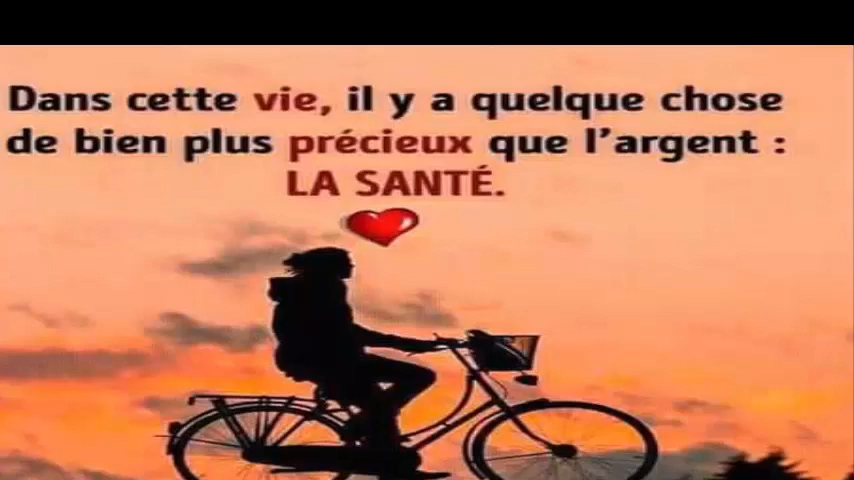 Dans cette vie, il y a quelque chose
de bien plus précieux que l'argent :
LA SANTÉ.